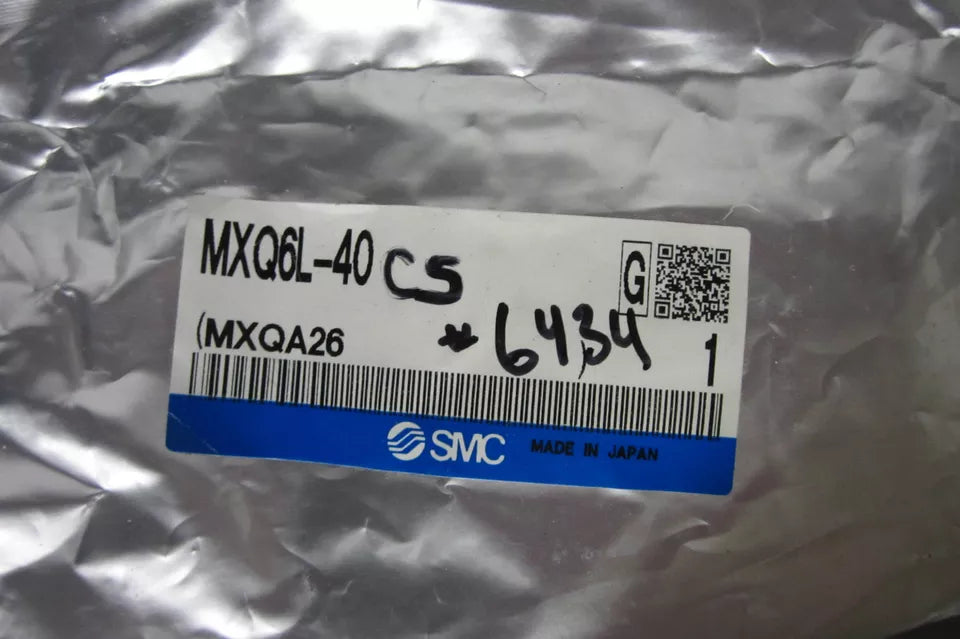 MXQ6L-40 CS
G
(MXQA26 *6434 1
SMC MADE IN JAPAN